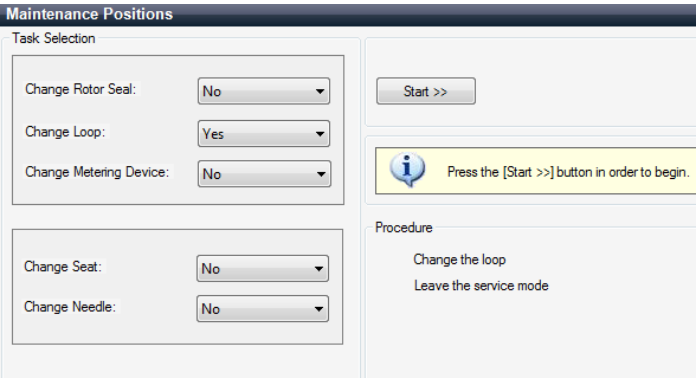 Maintenance Positions
Task Selection
Change Rotor Seal: No
Change Loop: Yes
Change Metering Device: No
Change Seat: No
Change Needle: No
Start >>
Press the [Start >>] button in order to begin.
Procedure
Change the loop
Leave the service mode